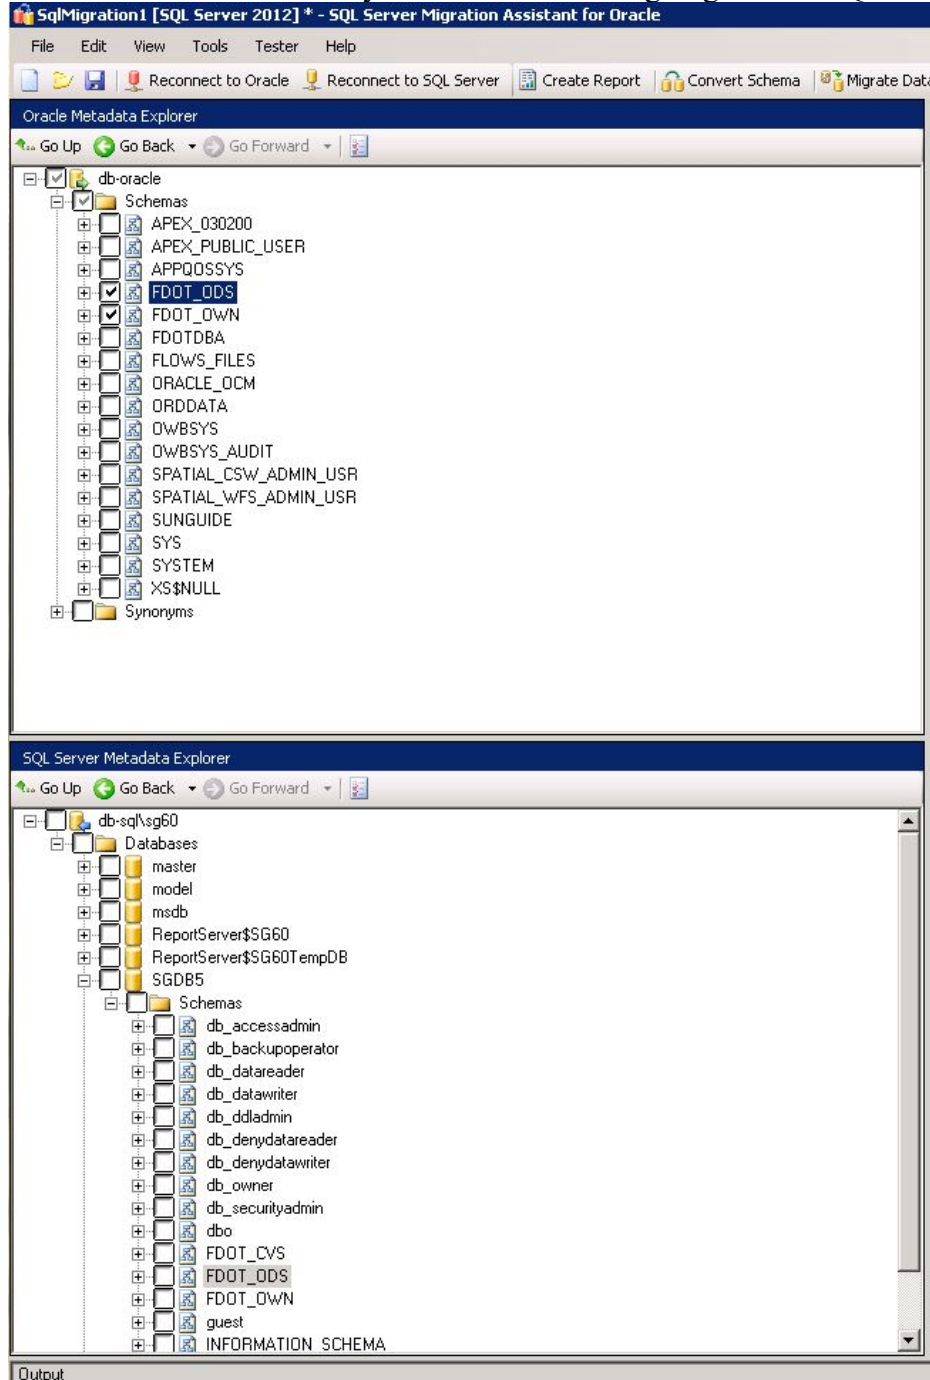 SqlMigration1 [SQL Server 2012] * - SQL Server Migration Assistant for Oracle
File Edit View Tools Tester Help
Reconnect to Oracle Reconnect to SQL Server Create Report Convert Schema Migrate Data
Oracle Metadata Explorer
Go Up Go Back Go Forward
db-oracle
Schemas
APEX_030200
APEX_PUBLIC_USER
APPQOSSYS
FDOT_ODS
FDOT_OWN
FDOTDBA
FLOWS_FILES
ORACLE_OCM
ORDDATA
OWBSYS
OWBSYS_AUDIT
SPATIAL_CSW_ADMIN_USR
SPATIAL_WFS_ADMIN_USR
SUNGUIDE
SYS
SYSTEM
XS$NULL
Synonyms
SQL Server Metadata Explorer
Go Up Go Back Go Forward
db-sql\sg60
Databases
master
model
msdb
ReportServer$SG60
ReportServer$SG60TempDB
SGDB5
Schemas
db_accessadmin
db_backupoperator
db_datareader
db_datawriter
db_ddladmin
db_denydatareader
db_denydatawriter
db_owner
db_securityadmin
dbo
FDOT_CVS
FDOT_ODS
FDOT_OWN
guest
INFORMATION_SCHEMA
Output